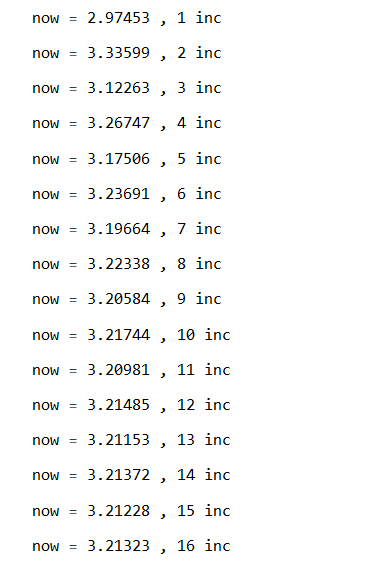 now = 2.97453 , 1 inc
now = 3.33599 , 2 inc
now = 3.12263 , 3 inc
now = 3.26747 , 4 inc
now = 3.17506 , 5 inc
now = 3.23691 , 6 inc
now = 3.19664 , 7 inc
now = 3.22338 , 8 inc
now = 3.20584 , 9 inc
now = 3.21744 , 10 inc
now = 3.20981 , 11 inc
now = 3.21485 , 12 inc
now = 3.21153 , 13 inc
now = 3.21372 , 14 inc
now = 3.21228 , 15 inc
now = 3.21323 , 16 inc